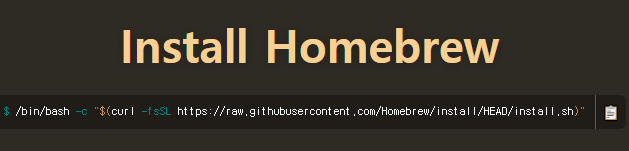 Install Homebrew
$ /bin/bash -c "$(curl -fsSL https://raw.githubusercontent.com/Homebrew/install/HEAD/install.sh)"